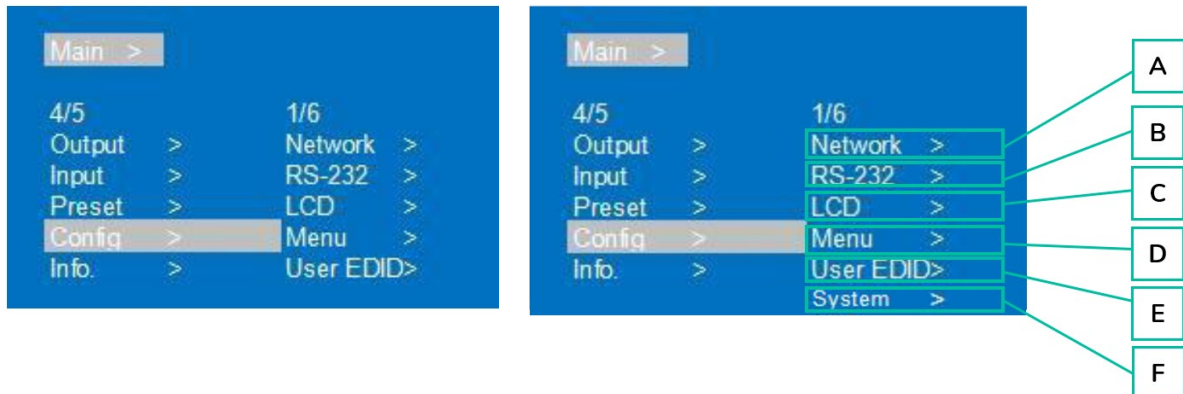 Main >
4/5 1/6
Output > Network >
Input > RS-232 >
Preset > LCD >
Config > Menu >
Info. > User EDID>
Main >
4/5 1/6
Output > Network >
Input > RS-232 >
Preset > LCD >
Config > Menu >
Info. > User EDID>
System >
A
B
C
D
E
F